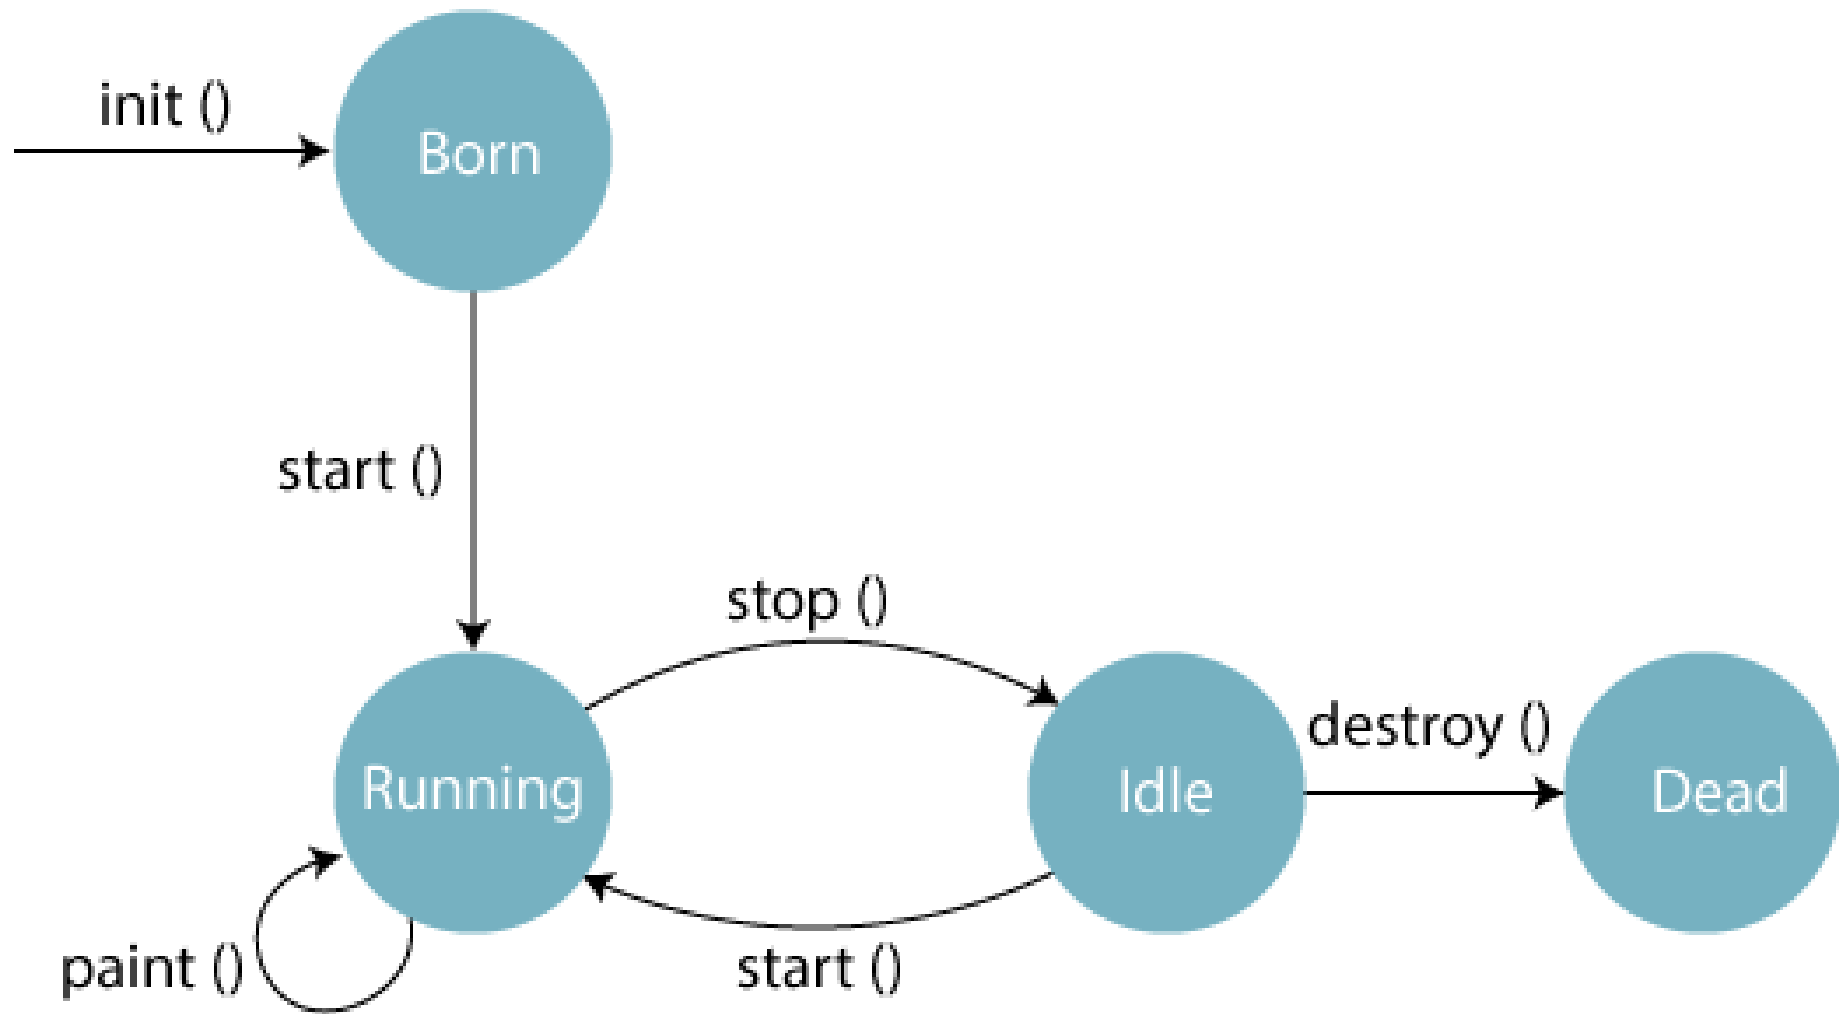 init ()
Born
start ()
stop ()
Running
Idle
destroy ()
Dead
paint ()
start ()